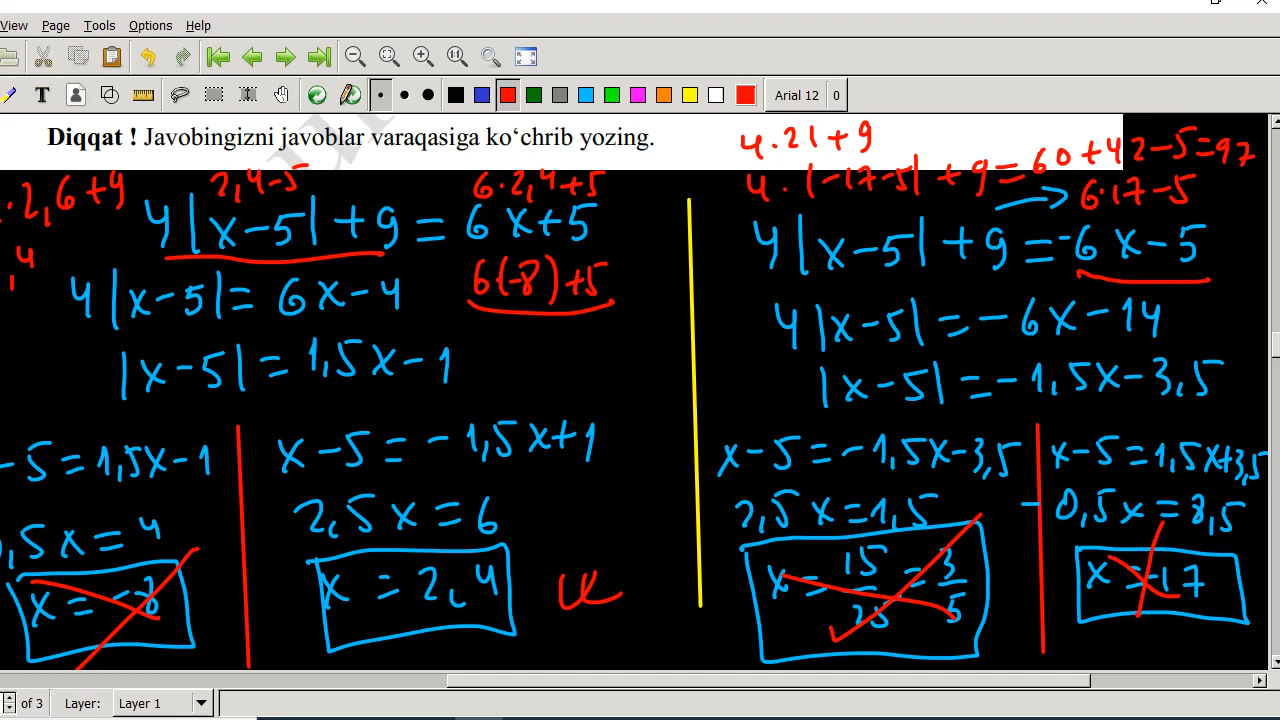 View Page Tools Options Help
Arial 12 0
Diqqat ! Javobingizni javoblar varaqasiga ko‘chrib yozing.
4·21+9
4·|-17-5|+9=60+42-5=97
·2,6+9
2,4-5
6·2,4+5
6·17-5
,4
4|x-5|+9=6x+5
6(-8)+5
4|x-5|=6x-4
|x-5|=1,5x-1
-5=1,5x-1
,5x=4
x=-8
x-5=-1,5x+1
2,5x=6
x=2,4
4|x-5|+9=-6x-5
4|x-5|=-6x-14
|x-5|=-1,5x-3,5
x-5=-1,5x-3,5
2,5x=1,5
x=15/25=3/5
x-5=1,5x+3,5
-0,5x=8,5
x=-17
of 3 Layer: Layer 1